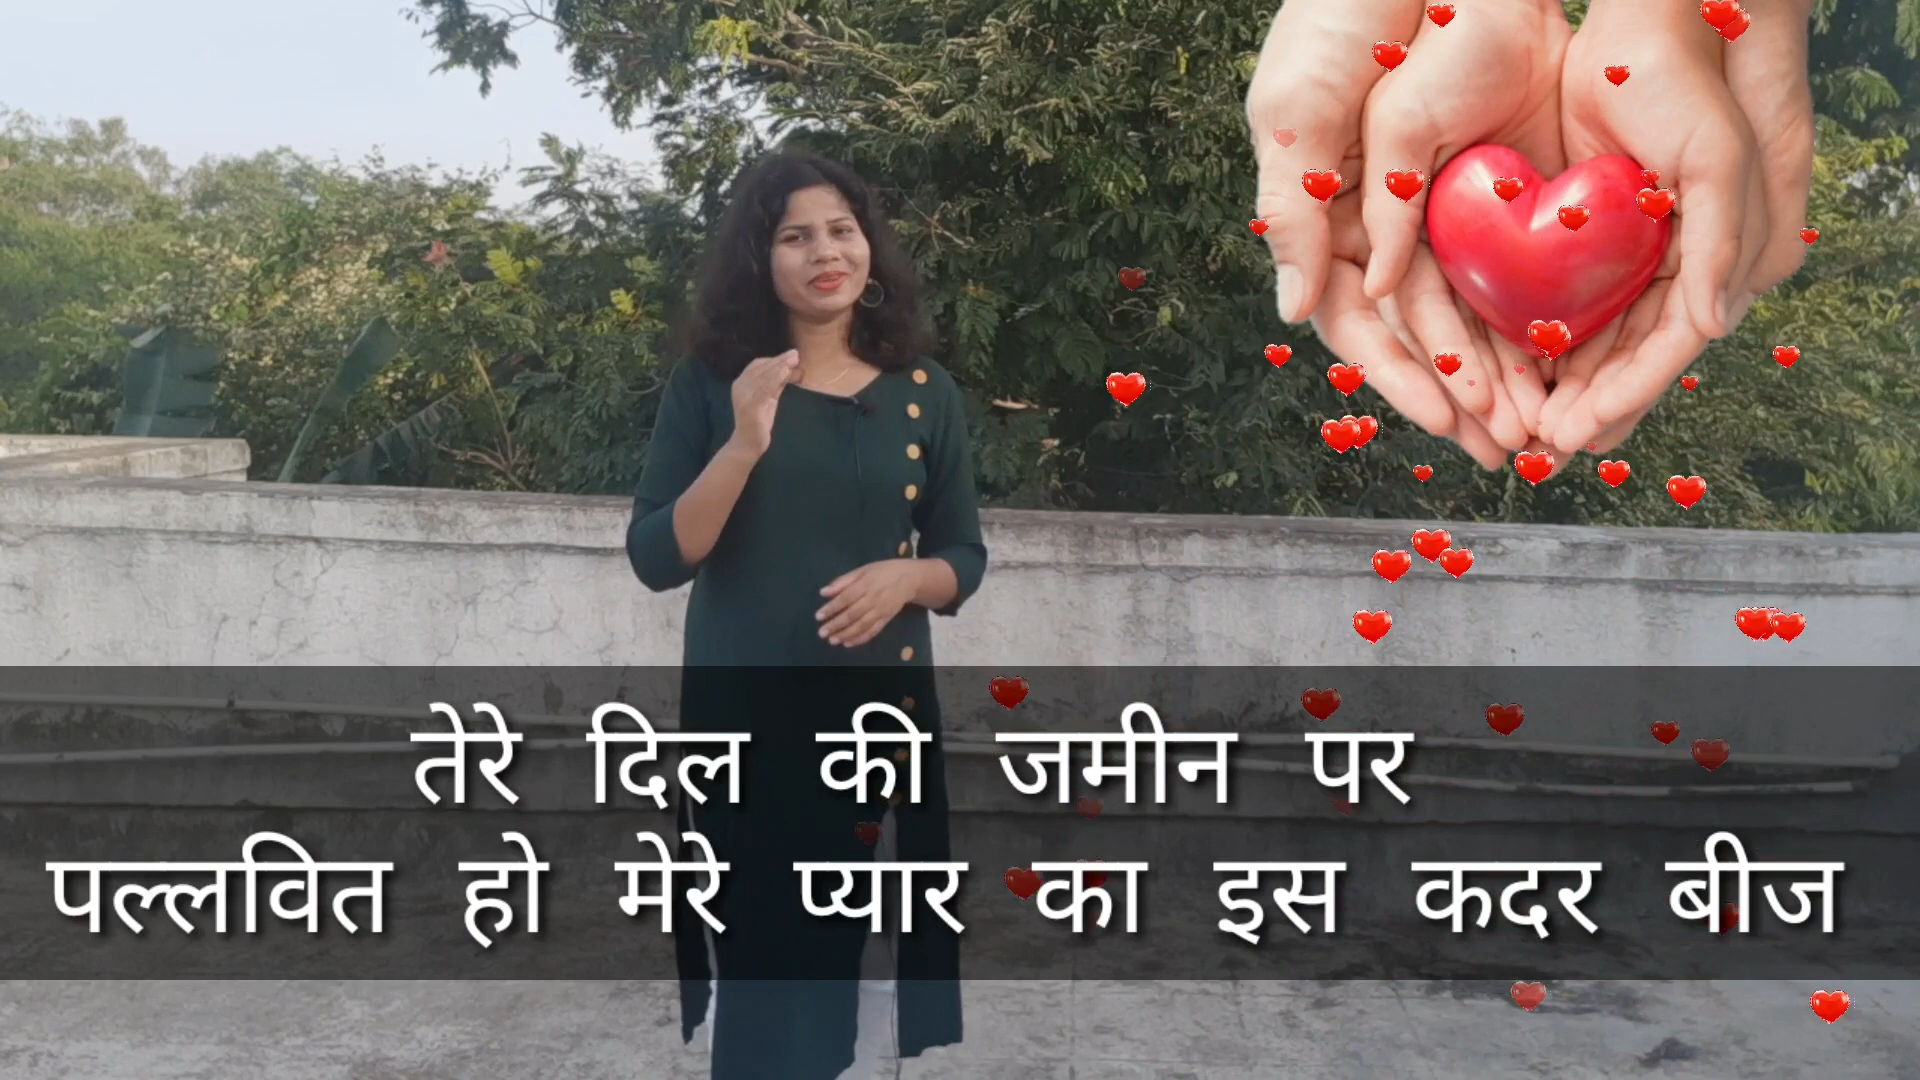 तेरे दिल की जमीन पर
पल्लवित हो मेरे प्यार का इस कदर बीज